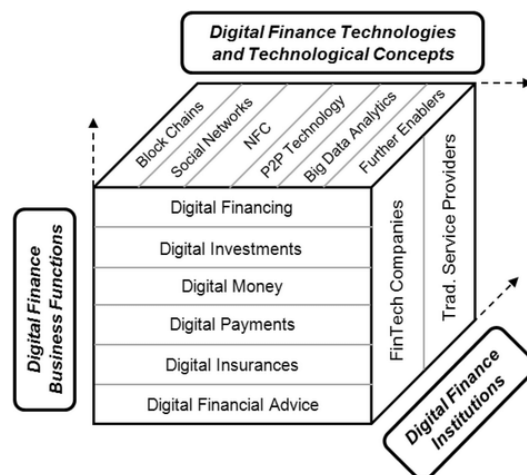 Digital Finance Technologies
and Technological Concepts
Block Chains
Social Networks
NFC
P2P Technology
Big Data Analytics
Further Enablers
Digital Finance
Business Functions
Digital Financing
Digital Investments
Digital Money
Digital Payments
Digital Insurances
Digital Financial Advice
FinTech Companies
Trad. Service Providers
Digital Finance
Institutions